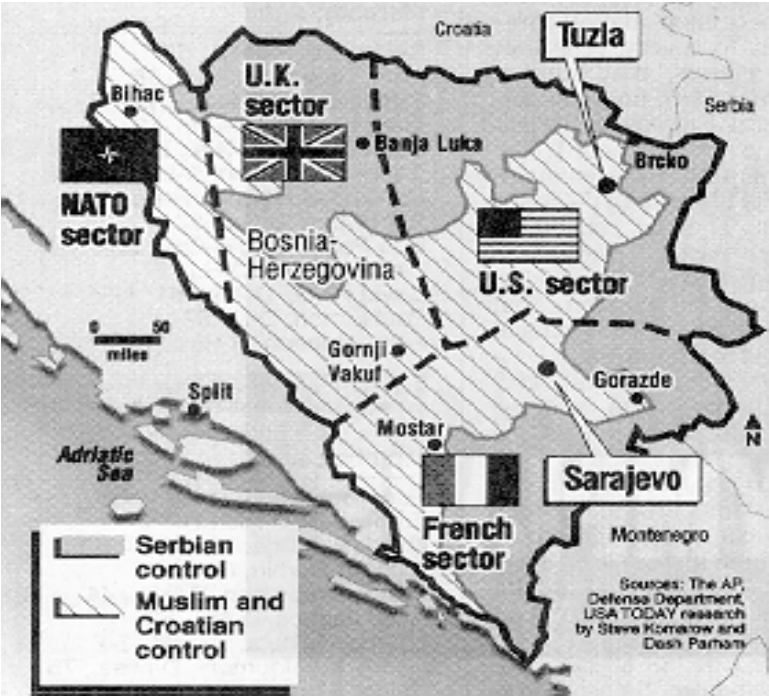 Croatia
Tuzla
U.K.
sector
Bihac
Serbia
Banja Luka
Brcko
NATO
sector
Bosnia-
Herzegovina
U.S. sector
0 50
miles
Gornji
Vakuf
Gorazde
Split
Mostar
N
Adriatic
Sea
Sarajevo
French
sector
Montenegro
Serbian
control
Muslim and
Croatian
control
Sources: The AP,
Defense Department,
USA TODAY research
by Steve Komarow and
Dash Parham